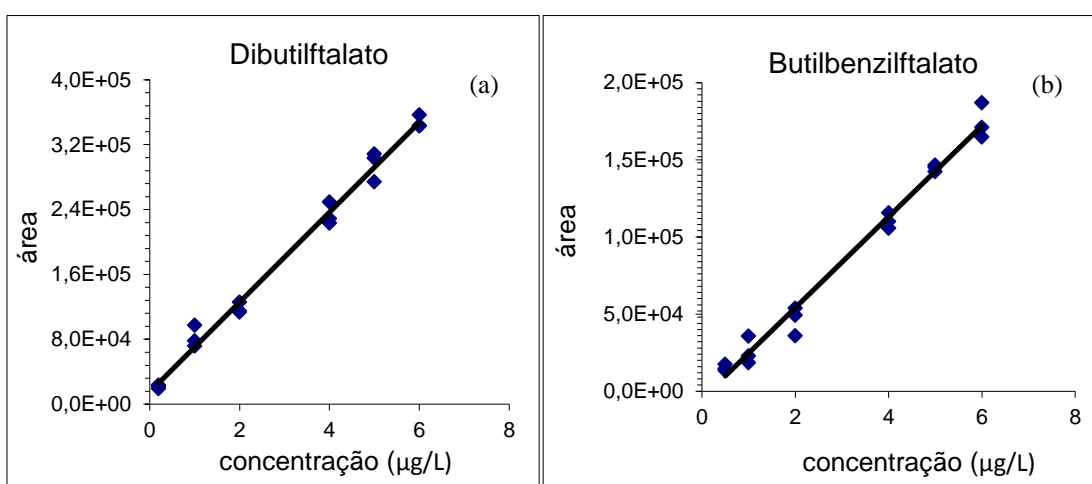 Dibutilftalato
(a)
4,0E+05
3,2E+05
2,4E+05
1,6E+05
8,0E+04
0,0E+00
área
0 2 4 6 8
concentração (µg/L)
Butilbenzilftalato
(b)
2,0E+05
1,5E+05
1,0E+05
5,0E+04
0,0E+00
área
0 2 4 6 8
concentração (µg/L)